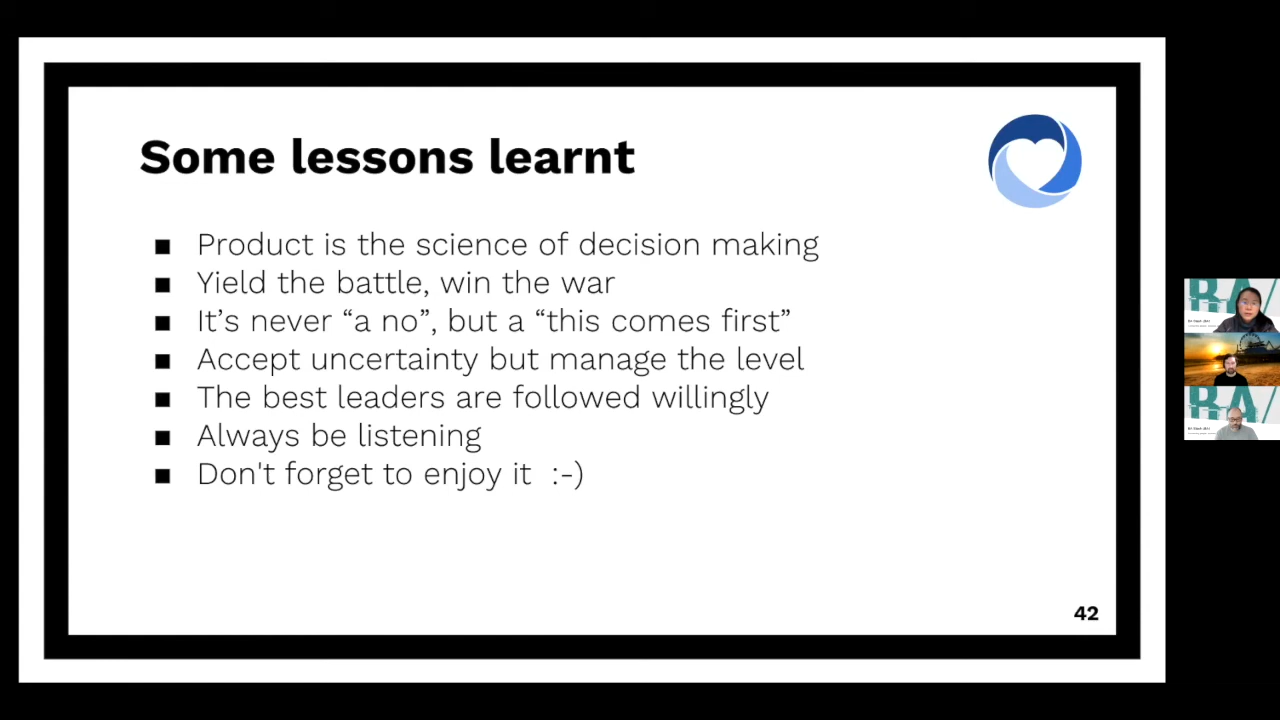 Some lessons learnt
■ Product is the science of decision making
■ Yield the battle, win the war
■ It’s never “a no”, but a “this comes first”
■ Accept uncertainty but manage the level
■ The best leaders are followed willingly
■ Always be listening
■ Don't forget to enjoy it :-)
42
BA/
BA/